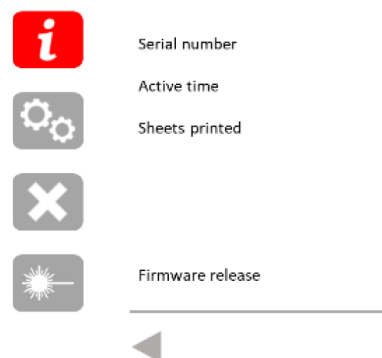 i
Serial number
Active time
Sheets printed
Firmware release